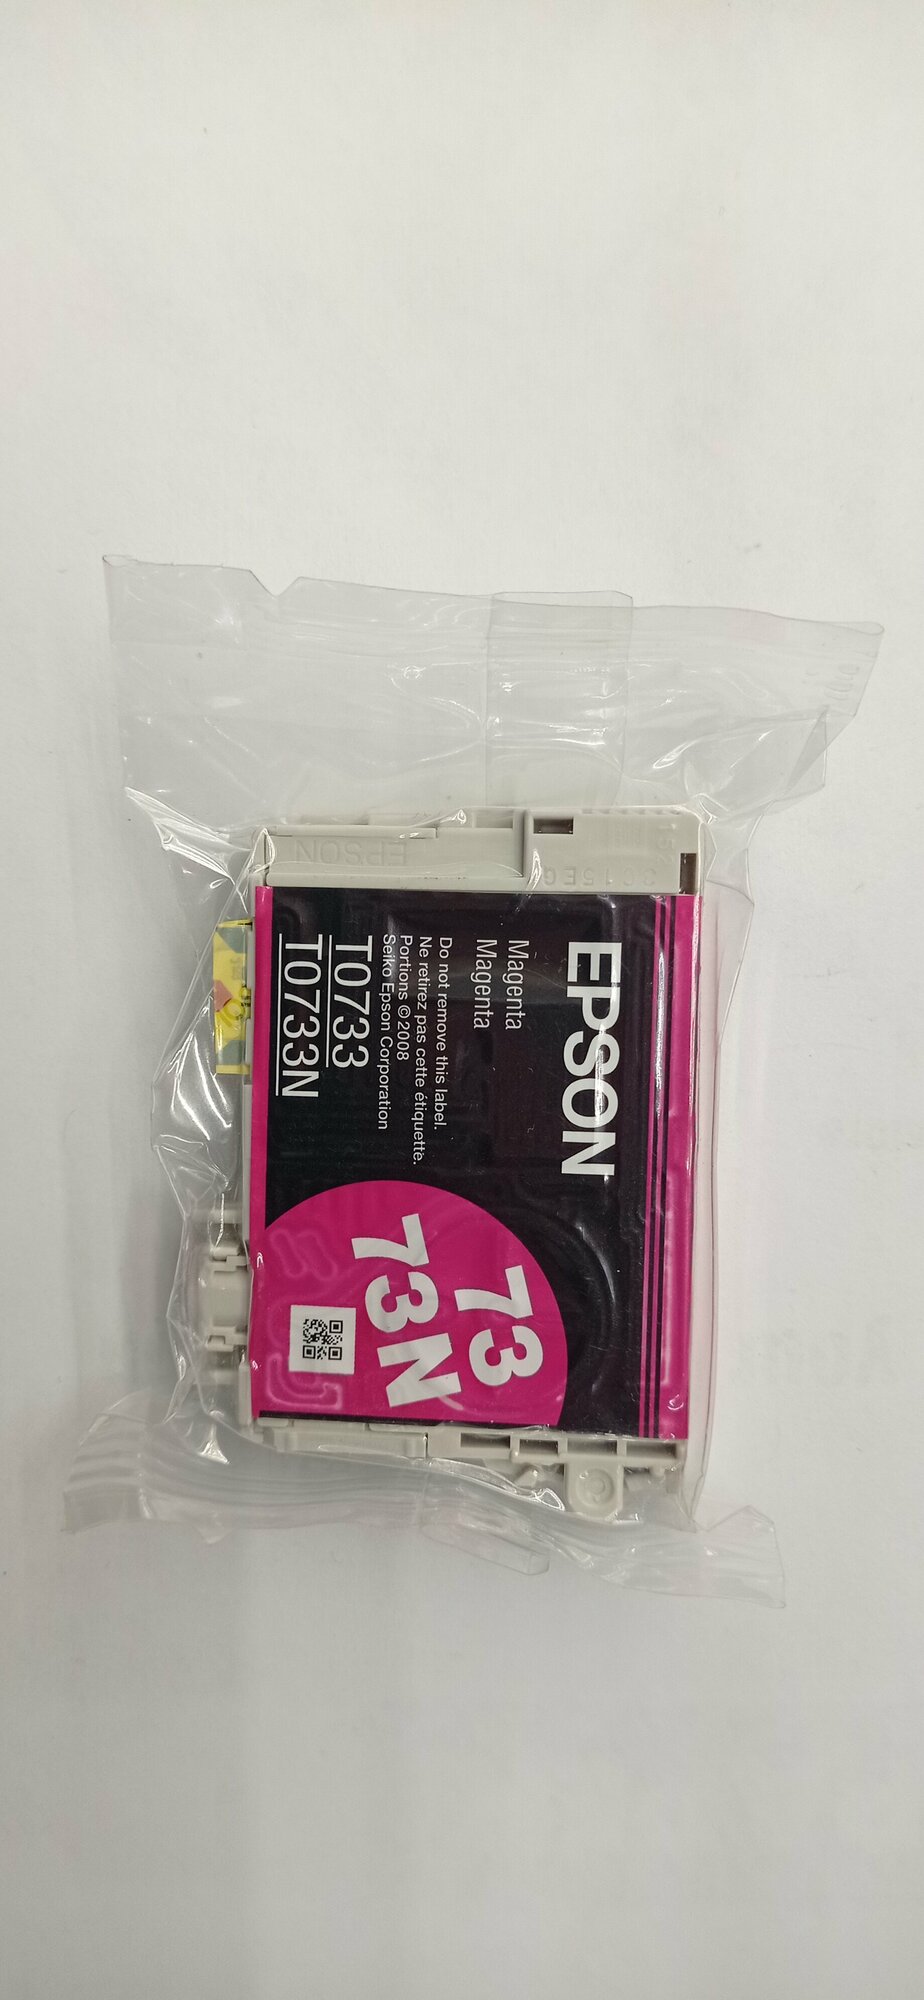 EPSON
EPSON
Magenta
Magenta
Do not remove this label.
Ne retirez pas cette étiquette.
Portions ©2008
Seiko Epson Corporation
T0733
T0733N
73
73N